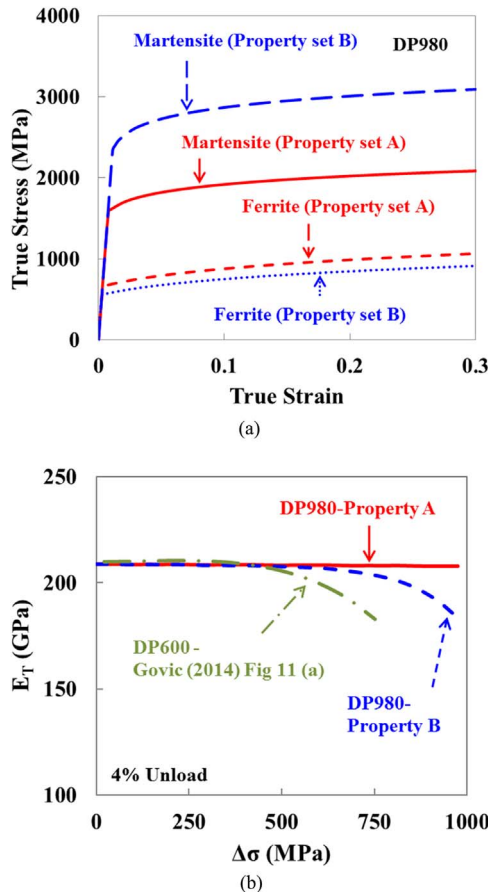 Martensite (Property set B)
DP980
Martensite (Property set A)
Ferrite (Property set A)
Ferrite (Property set B)
4000
3000
2000
1000
0
True Stress (MPa)
0
0.1
0.2
0.3
True Strain
(a)
DP980-Property A
DP600 -
Govic (2014) Fig 11 (a)
DP980-
Property B
4% Unload
250
200
150
100
E_T (GPa)
0
250
500
750
1000
Δσ (MPa)
(b)